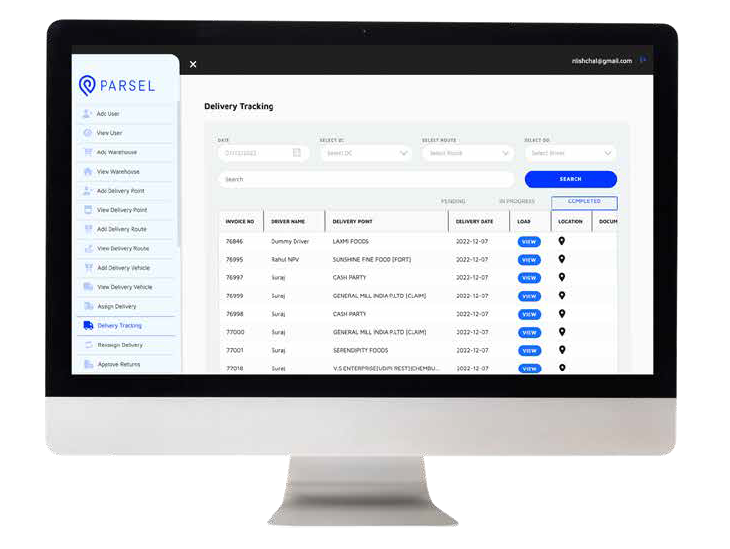 nishchal@gmail.com
PARSEL
Add User
View User
Add Warehouse
View Warehouse
Add Delivery Point
View Delivery Point
Add Delivery Route
View Delivery Route
Add Delivery Vehicle
View Delivery Vehicle
Assign Delivery
Delivery Tracking
Reassign Delivery
Approve Returns
Delivery Tracking
DATE SELECT DC SELECT ROUTE SELECT DO
Select DC Select Route Select Driver
Search SEARCH
PENDING IN PROGRESS COMPLETED
INVOICE NO DRIVER NAME DELIVERY POINT DELIVERY DATE LOAD LOCATION DOCUM
76846 Dummy Driver LAXMI FOODS 2022-12-07 VIEW
76995 Rahul NPV SUNSHINE FINE FOOD [FORT] 2022-12-07 VIEW
76997 Suraj CASH PARTY 2022-12-07 VIEW
76999 Suraj GENERAL MILL INDIA P.LTD [CLAIM] 2022-12-07 VIEW
76998 Suraj CASH PARTY 2022-12-07 VIEW
77000 Suraj GENERAL MILL INDIA P.LTD [CLAIM] 2022-12-07 VIEW
77001 Suraj SERENDIPITY FOODS 2022-12-07 VIEW
77018 Suraj V.S ENTERPRISE[UDIPI REST][CHEMBU... 2022-12-07 VIEW